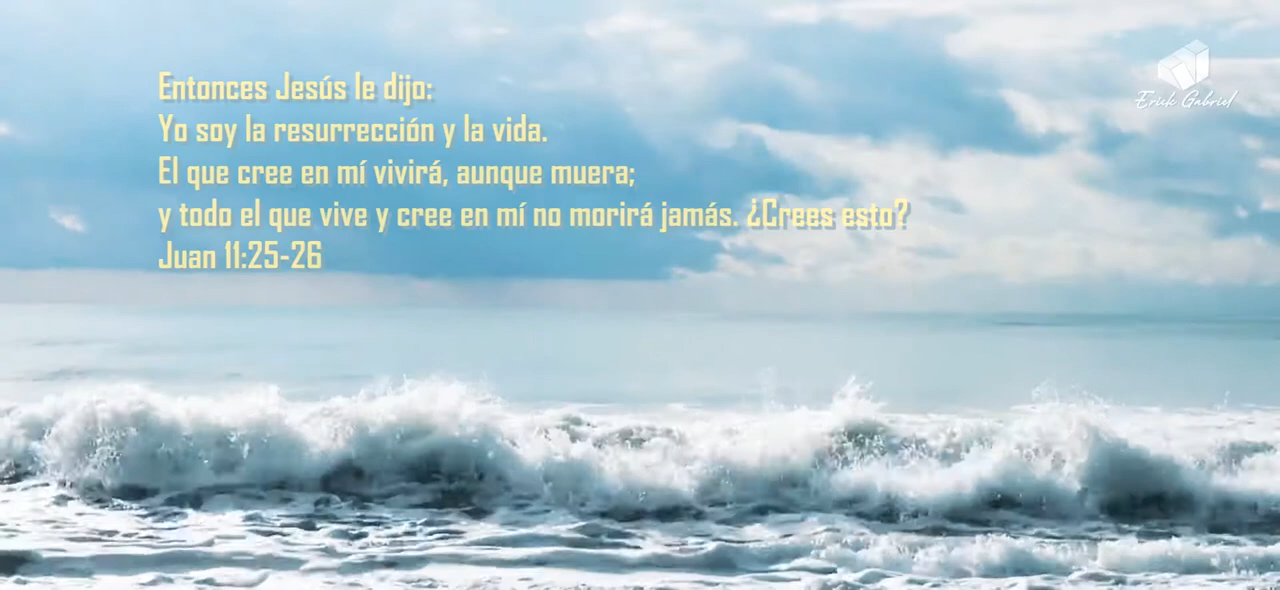 Entonces Jesús le dijo:
Yo soy la resurrección y la vida.
El que cree en mí vivirá, aunque muera;
y todo el que vive y cree en mí no morirá jamás. ¿Crees esto?
Juan 11:25-26
Erick Gabriel